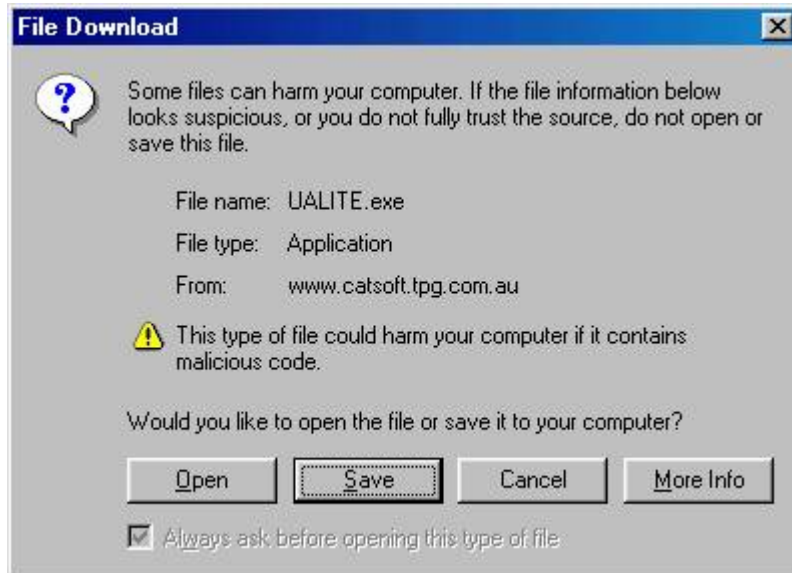 File Download
Some files can harm your computer. If the file information below
looks suspicious, or you do not fully trust the source, do not open or
save this file.
File name: UALITE.exe
File type: Application
From: www.catsoft.tpg.com.au
This type of file could harm your computer if it contains
malicious code.
Would you like to open the file or save it to your computer?
Open Save Cancel More Info
Always ask before opening this type of file